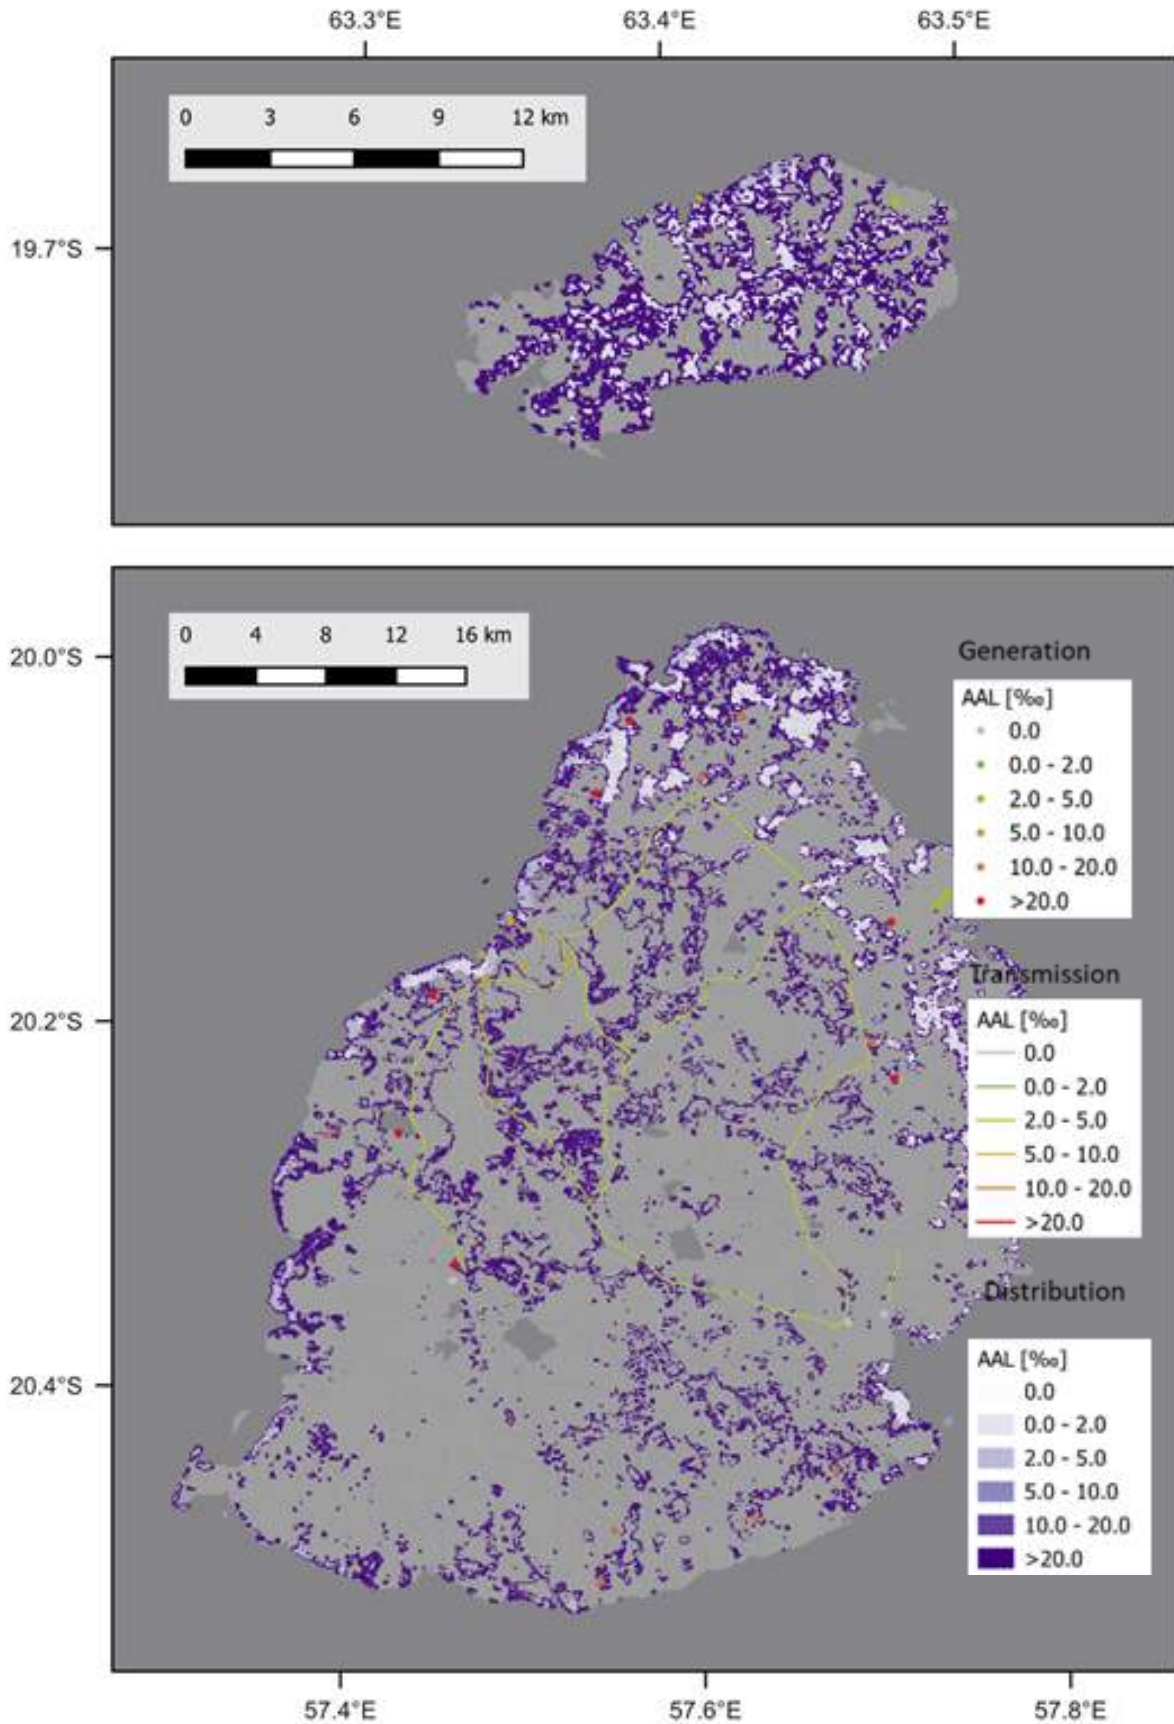 63.3°E 63.4°E 63.5°E
0 3 6 9 12 km
19.7°S
0 4 8 12 16 km
20.0°S
Generation
AAL [‰]
0.0
0.0 - 2.0
2.0 - 5.0
5.0 - 10.0
10.0 - 20.0
>20.0
20.2°S
Transmission
AAL [‰]
0.0
0.0 - 2.0
2.0 - 5.0
5.0 - 10.0
10.0 - 20.0
>20.0
Distribution
AAL [‰]
20.4°S
0.0
0.0 - 2.0
2.0 - 5.0
5.0 - 10.0
10.0 - 20.0
>20.0
57.4°E 57.6°E 57.8°E